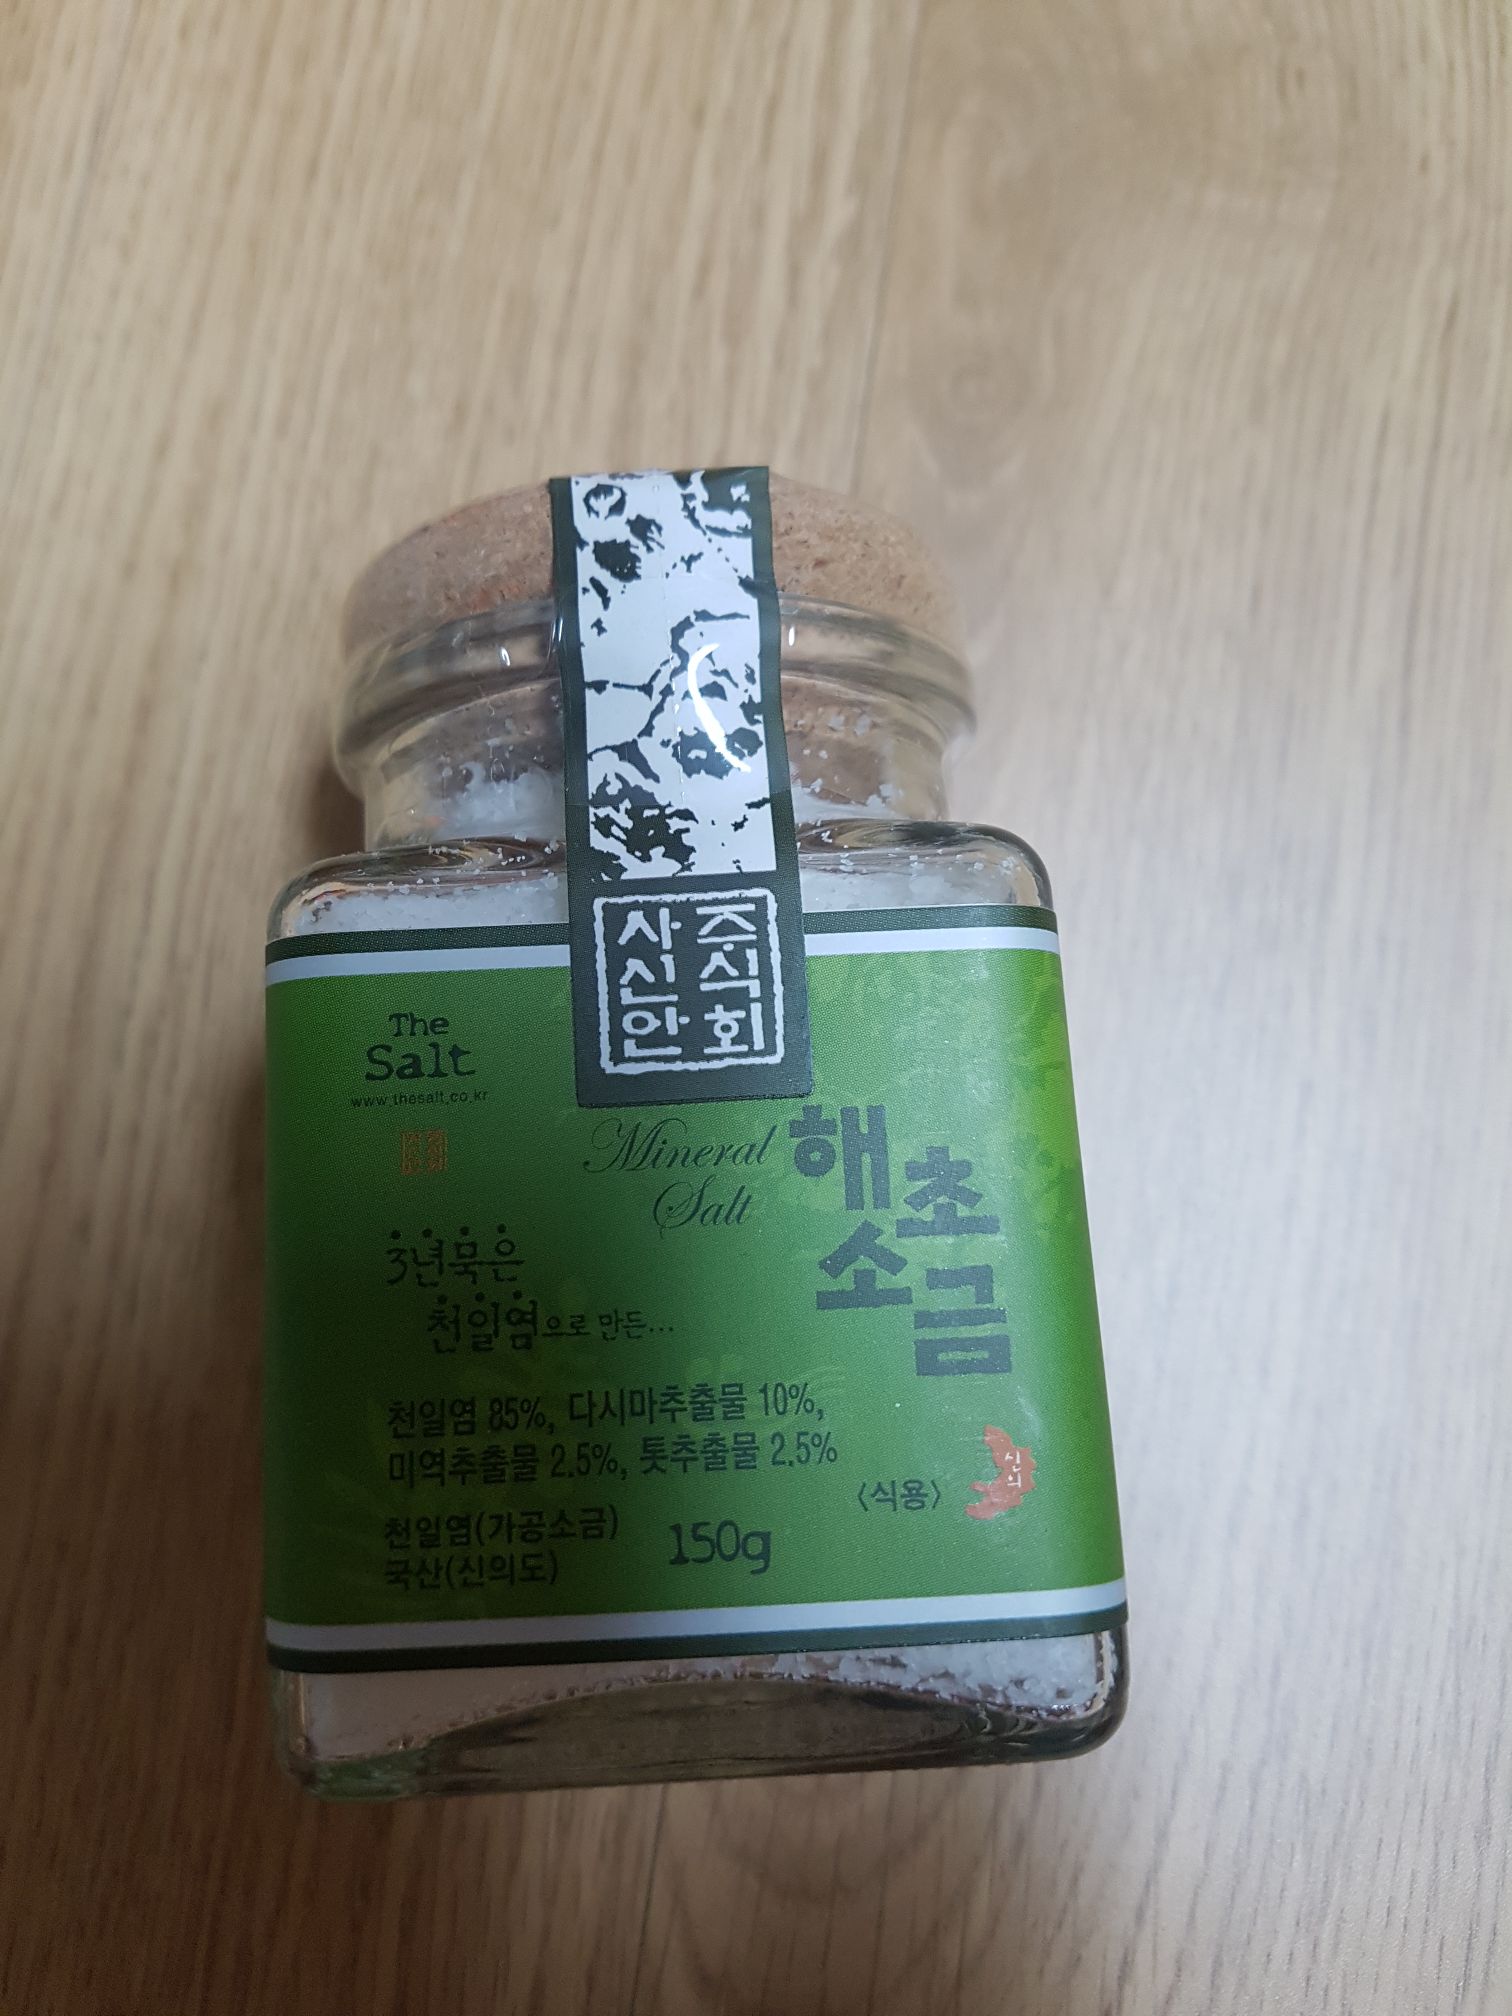 주식회
사신안
The
Salt
www.thesalt.co.kr
Mineral
Salt
해초
소금
3년묵은
천일염으로 만든...
천일염 85%, 다시마추출물 10%,
미역추출물 2.5%, 톳추출물 2.5%
<식용>
신의
천일염(가공소금)
국산(신의도)
150g